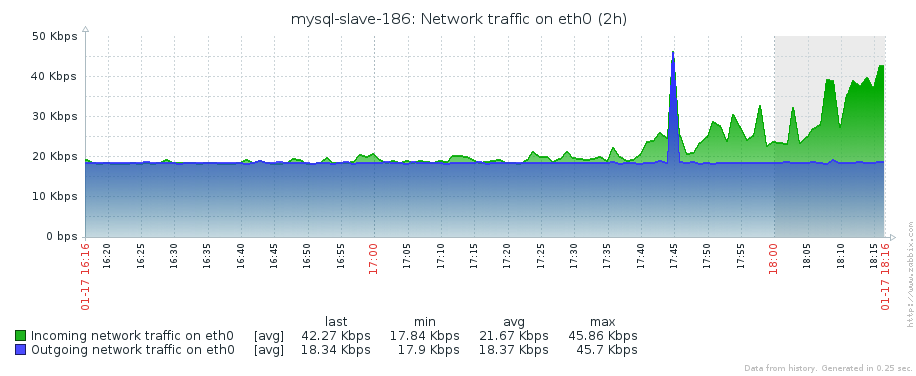 mysql-slave-186: Network traffic on eth0 (2h)
50 Kbps
40 Kbps
30 Kbps
20 Kbps
10 Kbps
0 bps
01-17 16:16
16:20
16:25
16:30
16:35
16:40
16:45
16:50
16:55
17:00
17:05
17:10
17:15
17:20
17:25
17:30
17:35
17:40
17:45
17:50
17:55
18:00
18:05
18:10
18:15
01-17 18:16
last min avg max
Incoming network traffic on eth0 [avg] 42.27 Kbps 17.84 Kbps 21.67 Kbps 45.86 Kbps
Outgoing network traffic on eth0 [avg] 18.34 Kbps 17.9 Kbps 18.37 Kbps 45.7 Kbps
http://www.zabbix.com
Data from history. Generated in 0.25 sec.